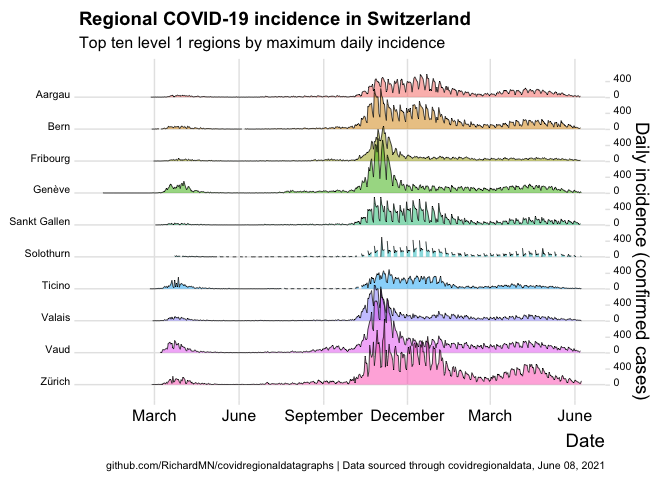 Regional COVID-19 incidence in Switzerland
Top ten level 1 regions by maximum daily incidence
Aargau
400
0
Bern
400
0
Fribourg
400
0
Genève
400
0
Sankt Gallen
400
0
Solothurn
400
0
Ticino
400
0
Valais
400
0
Vaud
400
0
Zürich
400
0
Daily incidence (confirmed cases)
March June September December March June
Date
github.com/RichardMN/covidregionaldatagraphs | Data sourced through covidregionaldata, June 08, 2021